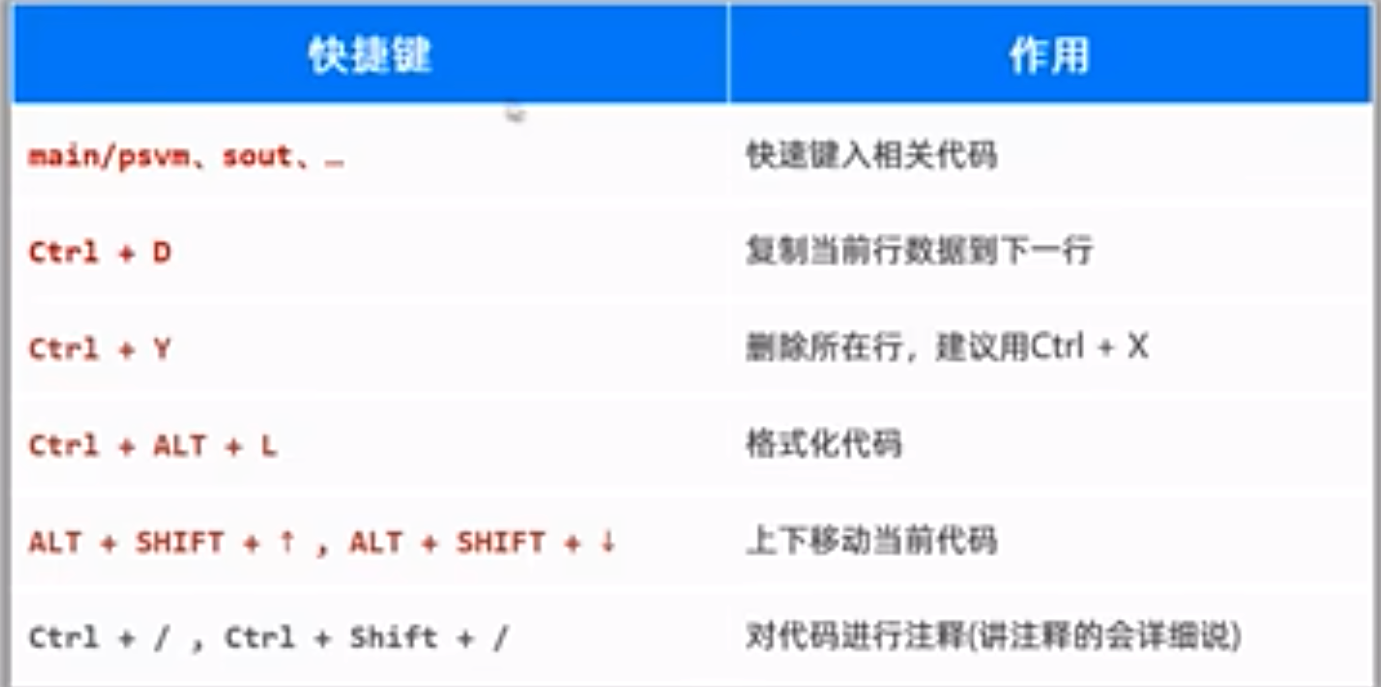 快捷键 作用
main/psvm、sout、… 快速键入相关代码
Ctrl + D 复制当前行数据到下一行
Ctrl + Y 删除所在行，建议用Ctrl + X
Ctrl + ALT + L 格式化代码
ALT + SHIFT + ↑ , ALT + SHIFT + ↓ 上下移动当前代码
Ctrl + / , Ctrl + Shift + / 对代码进行注释(讲注释的会详细说)